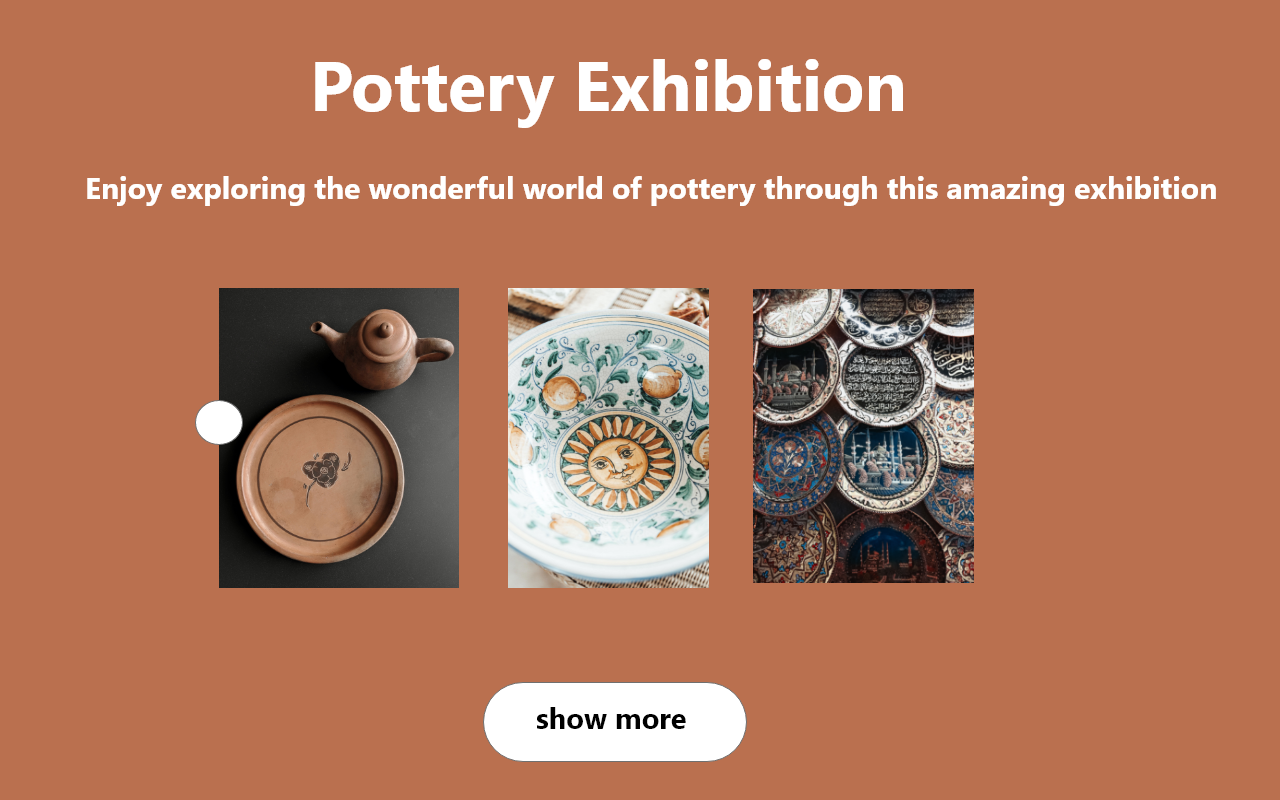 Pottery Exhibition
Enjoy exploring the wonderful world of pottery through this amazing exhibition
show more